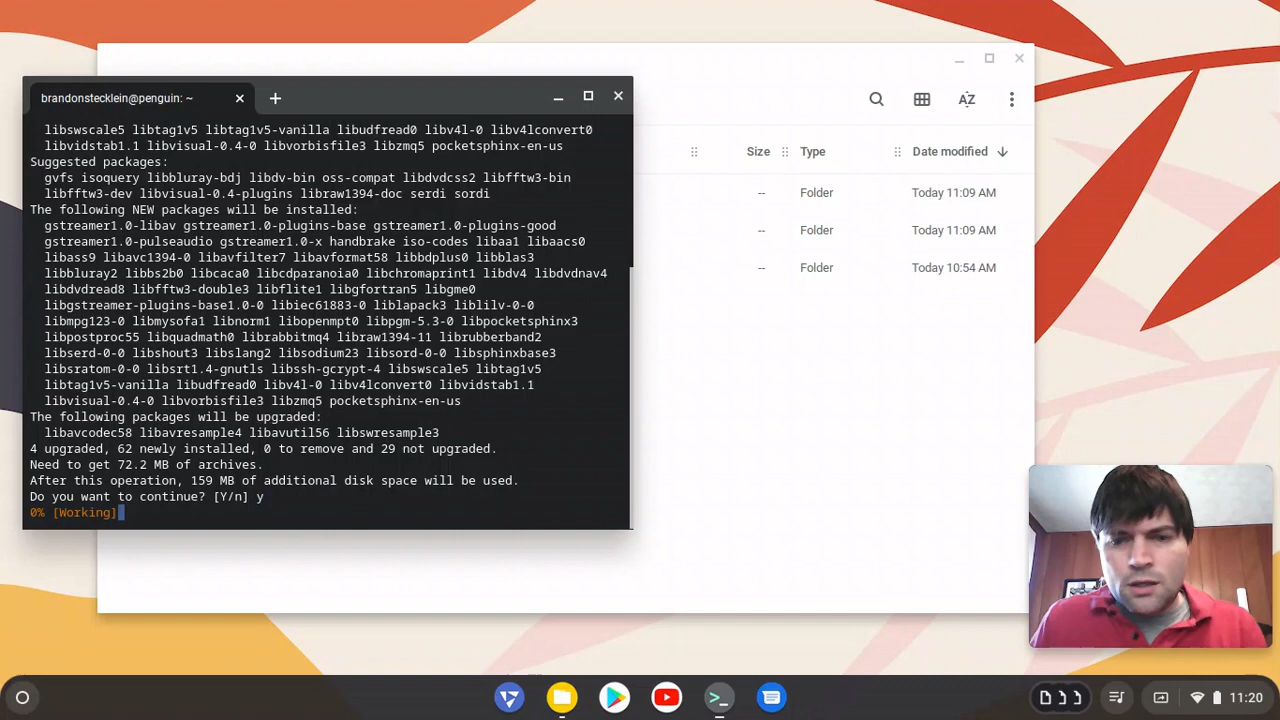 brandonstecklein@penguin: ~
libswscale5 libtag1v5 libtag1v5-vanilla libudfread0 libv4l-0 libv4lconvert0
libvidstab1.1 libvisual-0.4-0 libvorbisfile3 libzmq5 pocketsphinx-en-us
Suggested packages:
gvfs isoquery libbluray-bdj libdv-bin oss-compat libdvdcss2 libfftw3-bin
libfftw3-dev libvisual-0.4-plugins libraw1394-doc serdi sordi
The following NEW packages will be installed:
gstreamer1.0-libav gstreamer1.0-plugins-base gstreamer1.0-plugins-good
gstreamer1.0-pulseaudio gstreamer1.0-x handbrake iso-codes libaa1 libaacs0
libass9 libavc1394-0 libavfilter7 libavformat58 libbdplus0 libblas3
libbluray2 libbs2b0 libcaca0 libcdparanoia0 libchromaprint1 libdv4 libdvdnav4
libdvdread8 libfftw3-double3 libflite1 libgfortran5 libgme0
libgstreamer-plugins-base1.0-0 libiec61883-0 liblapack3 liblilv-0-0
libmpg123-0 libmysofa1 libnorm1 libopenmpt0 libpgm-5.3-0 libpocketsphinx3
libpostproc55 libquadmath0 librabbitmq4 libraw1394-11 librubberband2
libserd-0-0 libshout3 libslang2 libsodium23 libsord-0-0 libsphinxbase3
libsratom-0-0 libsrt1.4-gnutls libssh-gcrypt-4 libswscale5 libtag1v5
libtag1v5-vanilla libudfread0 libv4l-0 libv4lconvert0 libvidstab1.1
libvisual-0.4-0 libvorbisfile3 libzmq5 pocketsphinx-en-us
The following packages will be upgraded:
libavcodec58 libavresample4 libavutil56 libswresample3
4 upgraded, 62 newly installed, 0 to remove and 29 not upgraded.
Need to get 72.2 MB of archives.
After this operation, 159 MB of additional disk space will be used.
Do you want to continue? [Y/n] y
0% [Working]
AZ
Size Type Date modified
-- Folder Today 11:09 AM
-- Folder Today 11:09 AM
-- Folder Today 10:54 AM
11:20